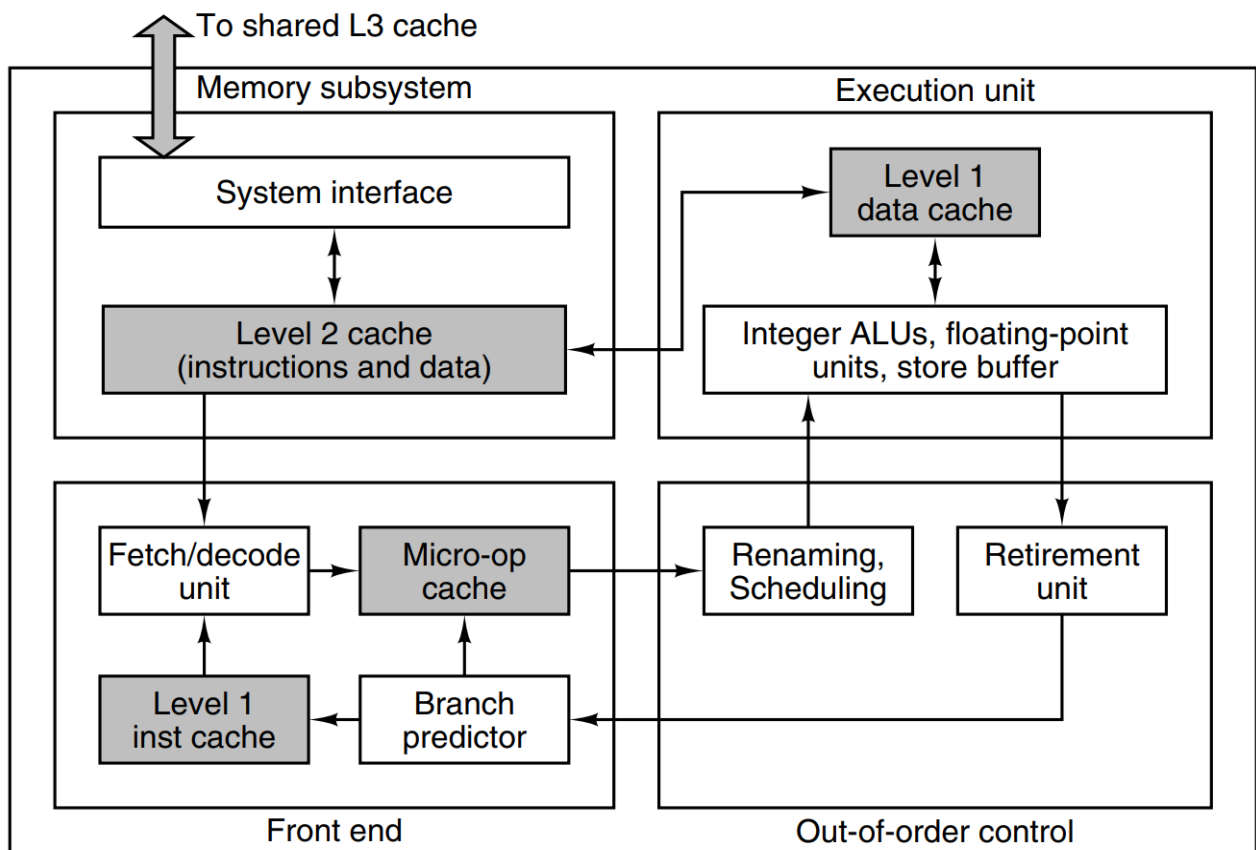 To shared L3 cache
Memory subsystem
Execution unit
System interface
Level 1
data cache
Level 2 cache
(instructions and data)
Integer ALUs, floating-point
units, store buffer
Fetch/decode
unit
Micro-op
cache
Renaming,
Scheduling
Retirement
unit
Level 1
inst cache
Branch
predictor
Front end
Out-of-order control